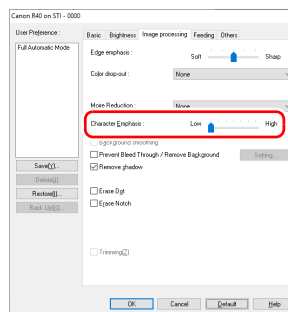 Canon R40 on STI - 0000
User Preference :
Full Automatic Mode
Save(Y)...
Delete(J)
Restore(I)...
Back Up(K)...
Basic Brightness Image processing Feeding Others
Edge emphasis :
Soft Sharp
Color drop-out :
None
Moire Reduction :
None
Character Emphasis :
Low High
Background smoothing
Prevent Bleed Through / Remove Background
Setting...
Remove shadow
Erase Dot
Erase Notch
Trimming(Z)
OK Cancel Default Help